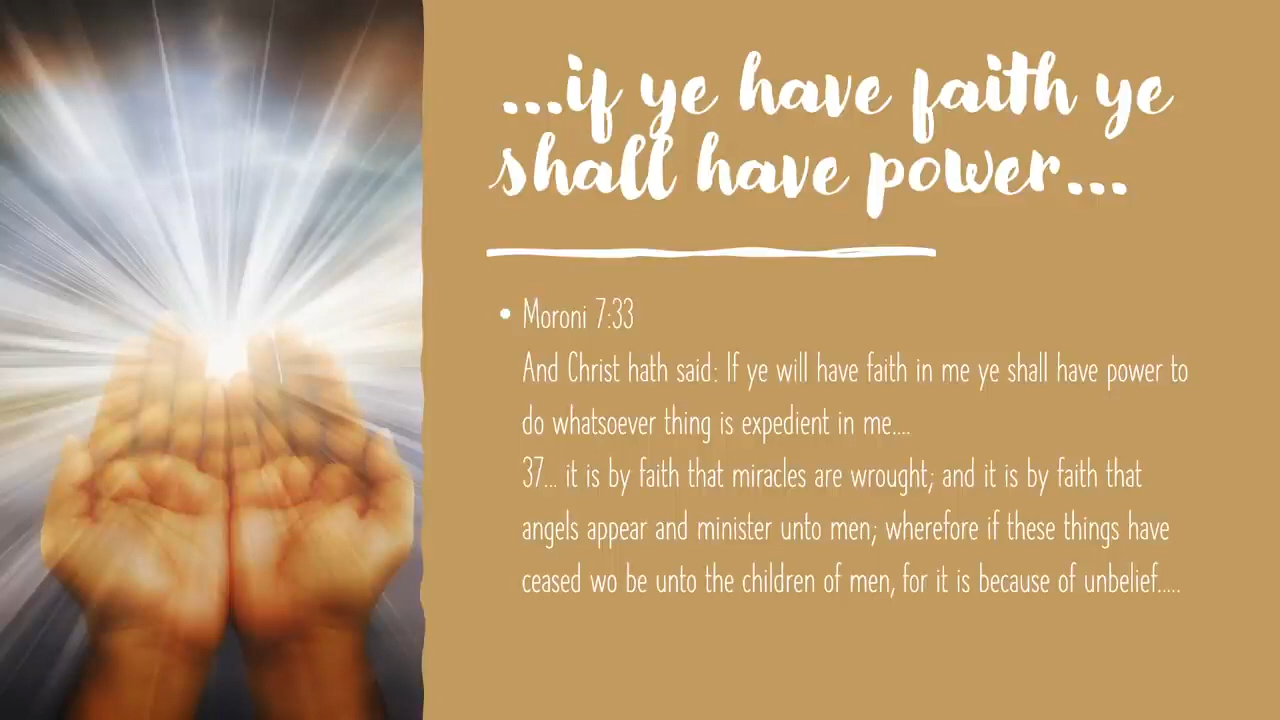 ...if ye have faith ye
shall have power...
• Moroni 7:33
And Christ hath said: If ye will have faith in me ye shall have power to
do whatsoever thing is expedient in me....
37... it is by faith that miracles are wrought; and it is by faith that
angels appear and minister unto men; wherefore if these things have
ceased wo be unto the children of men, for it is because of unbelief.....